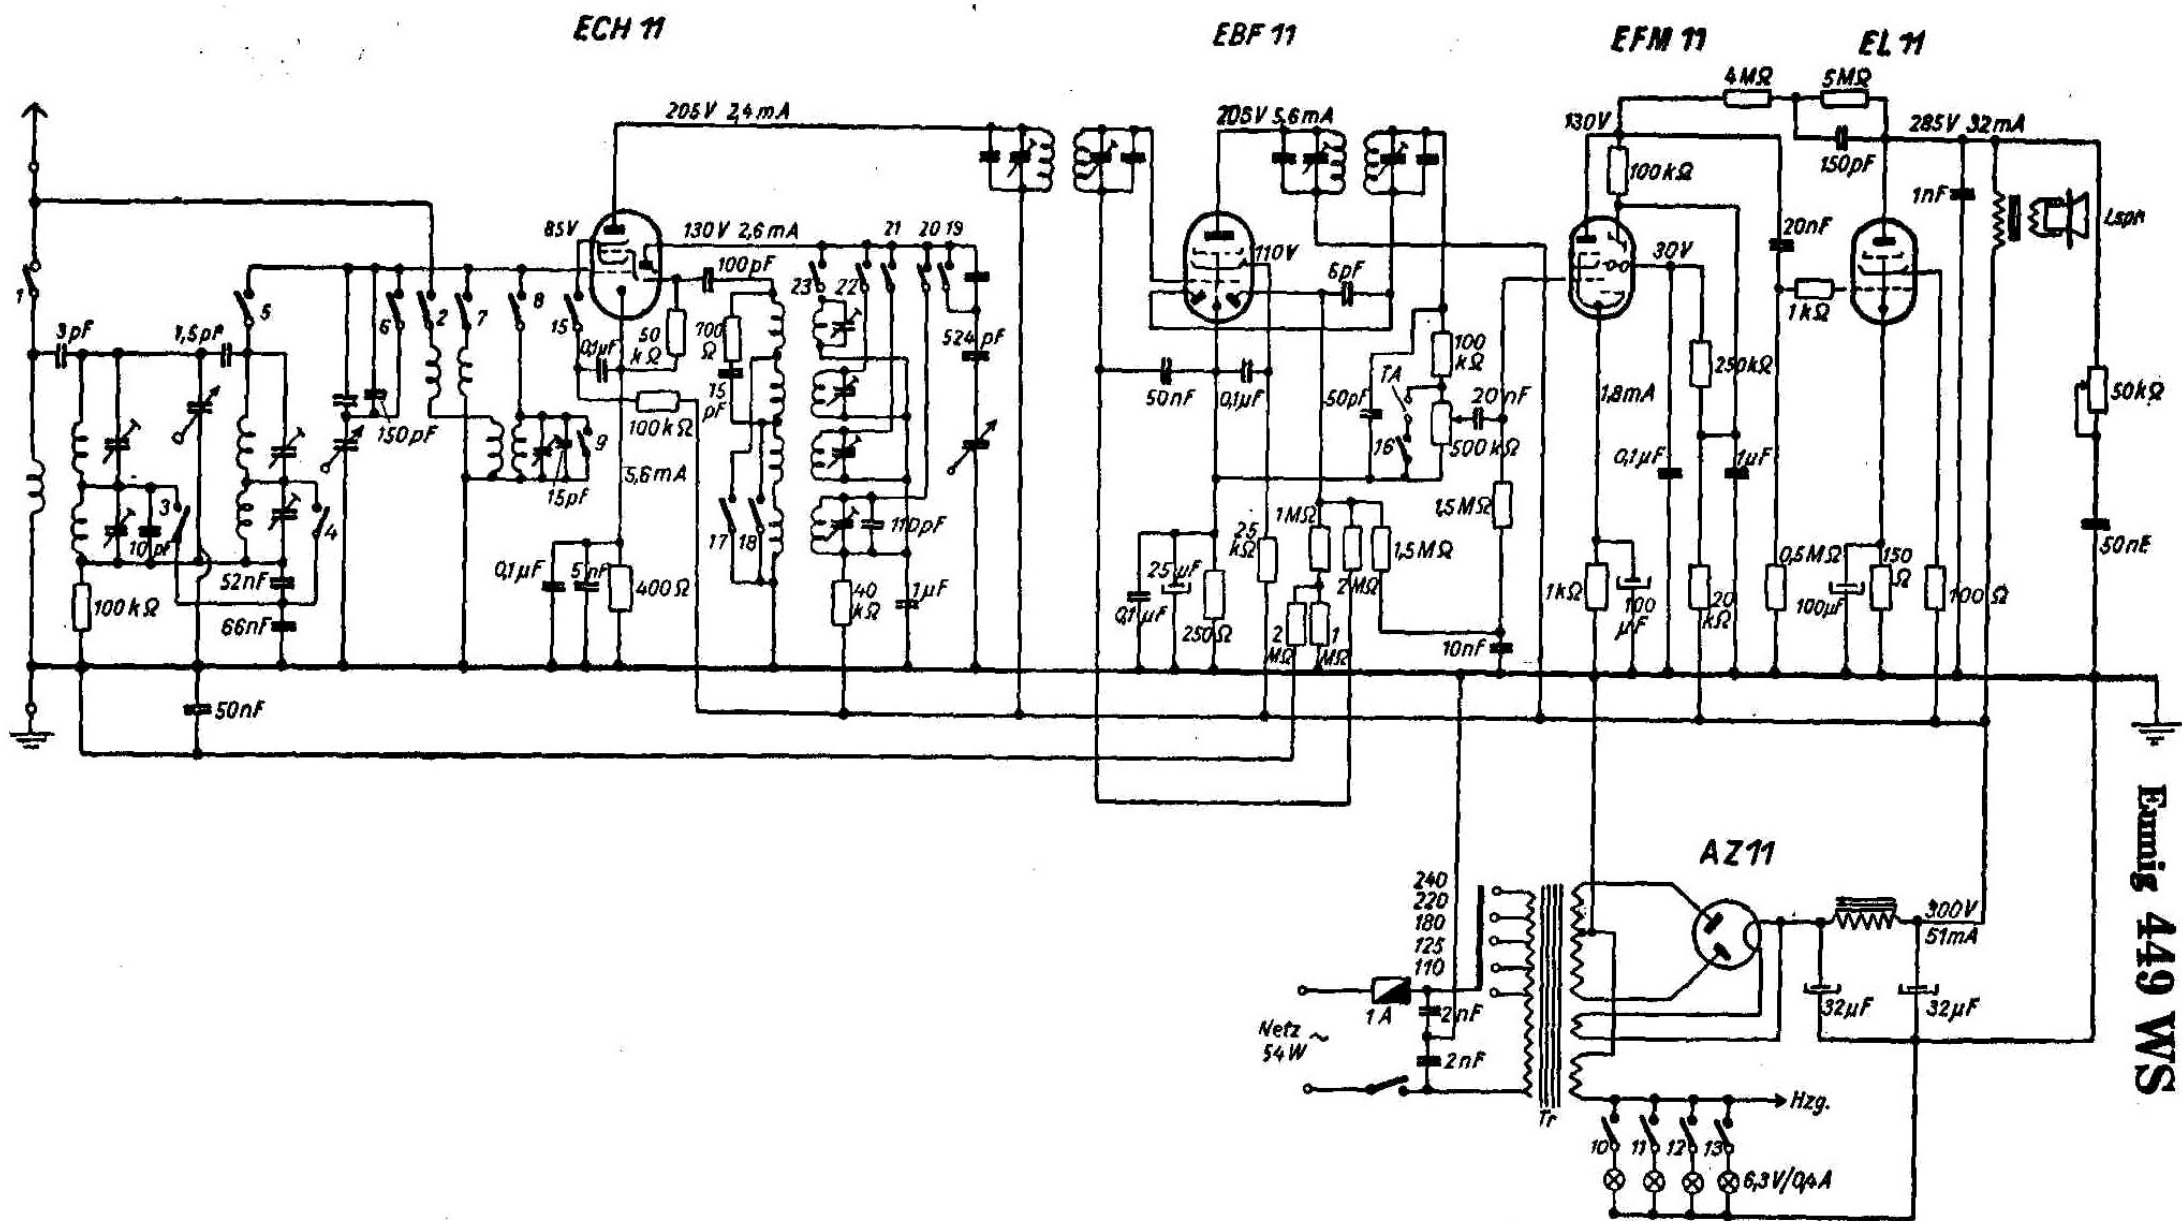 ECH 11
EBF 11
EFM 11
EL 11
4MΩ
5MΩ
205V 2,4mA
205V 5,6mA
130V
285V 32mA
150pF
100kΩ
1nF
85V
130V 2,6mA
21
20 19
110V
30V
20nF
Lspr
100pF
23
22
6pF
1
5
6
2
7
8
15
1kΩ
3pF
1,5pF
0,1µF
50
kΩ
700
Ω
524 pF
100
kΩ
250kΩ
15
pF
TA
50nF
0,1µF
50pF
20nF
1,8mA
50kΩ
150pF
9
100kΩ
16
500kΩ
5,6mA
0,1µF
1µF
15pF
3
4
10pf
17
18
110pF
1MΩ
1,5MΩ
50nF
52nF
0,1µF
5nF
25
kΩ
1,5MΩ
0,5MΩ
150
Ω
100kΩ
400Ω
40
kΩ
1µF
25µF
0,1µF
250Ω
2MΩ
1kΩ
100
µF
20
kΩ
100µF
100Ω
66nF
2
MΩ
1
MΩ
10nF
50nF
AZ11
240
220
180
125
110
300V
51mA
1A
2nF
32µF
32µF
Netz ~
54W
2nF
Tr
Hzg.
10
11
12
13
6,3V/0,4A
Eumig 449 WS